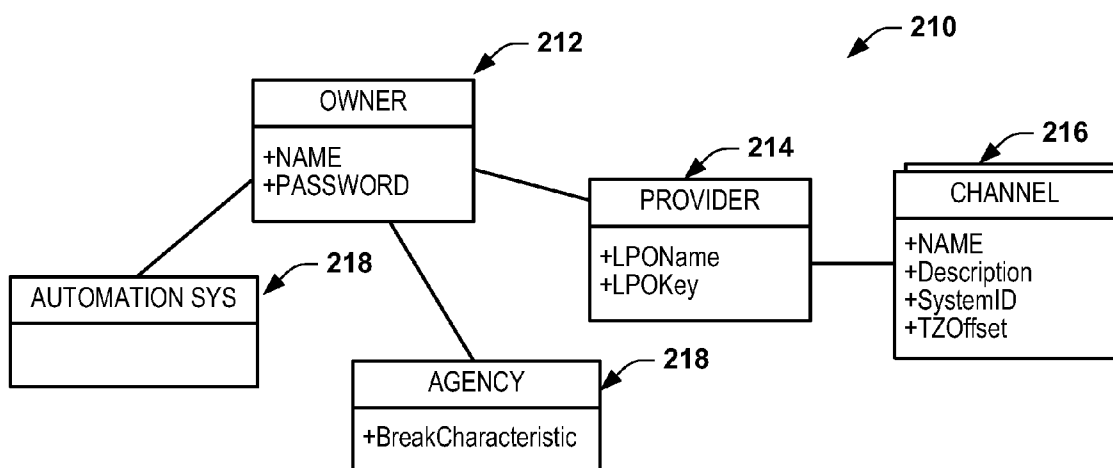 210
212
OWNER
+NAME
+PASSWORD
214
PROVIDER
+LPOName
+LPOKey
216
CHANNEL
+NAME
+Description
+SystemID
+TZOffset
218
AUTOMATION SYS
218
AGENCY
+BreakCharacteristic